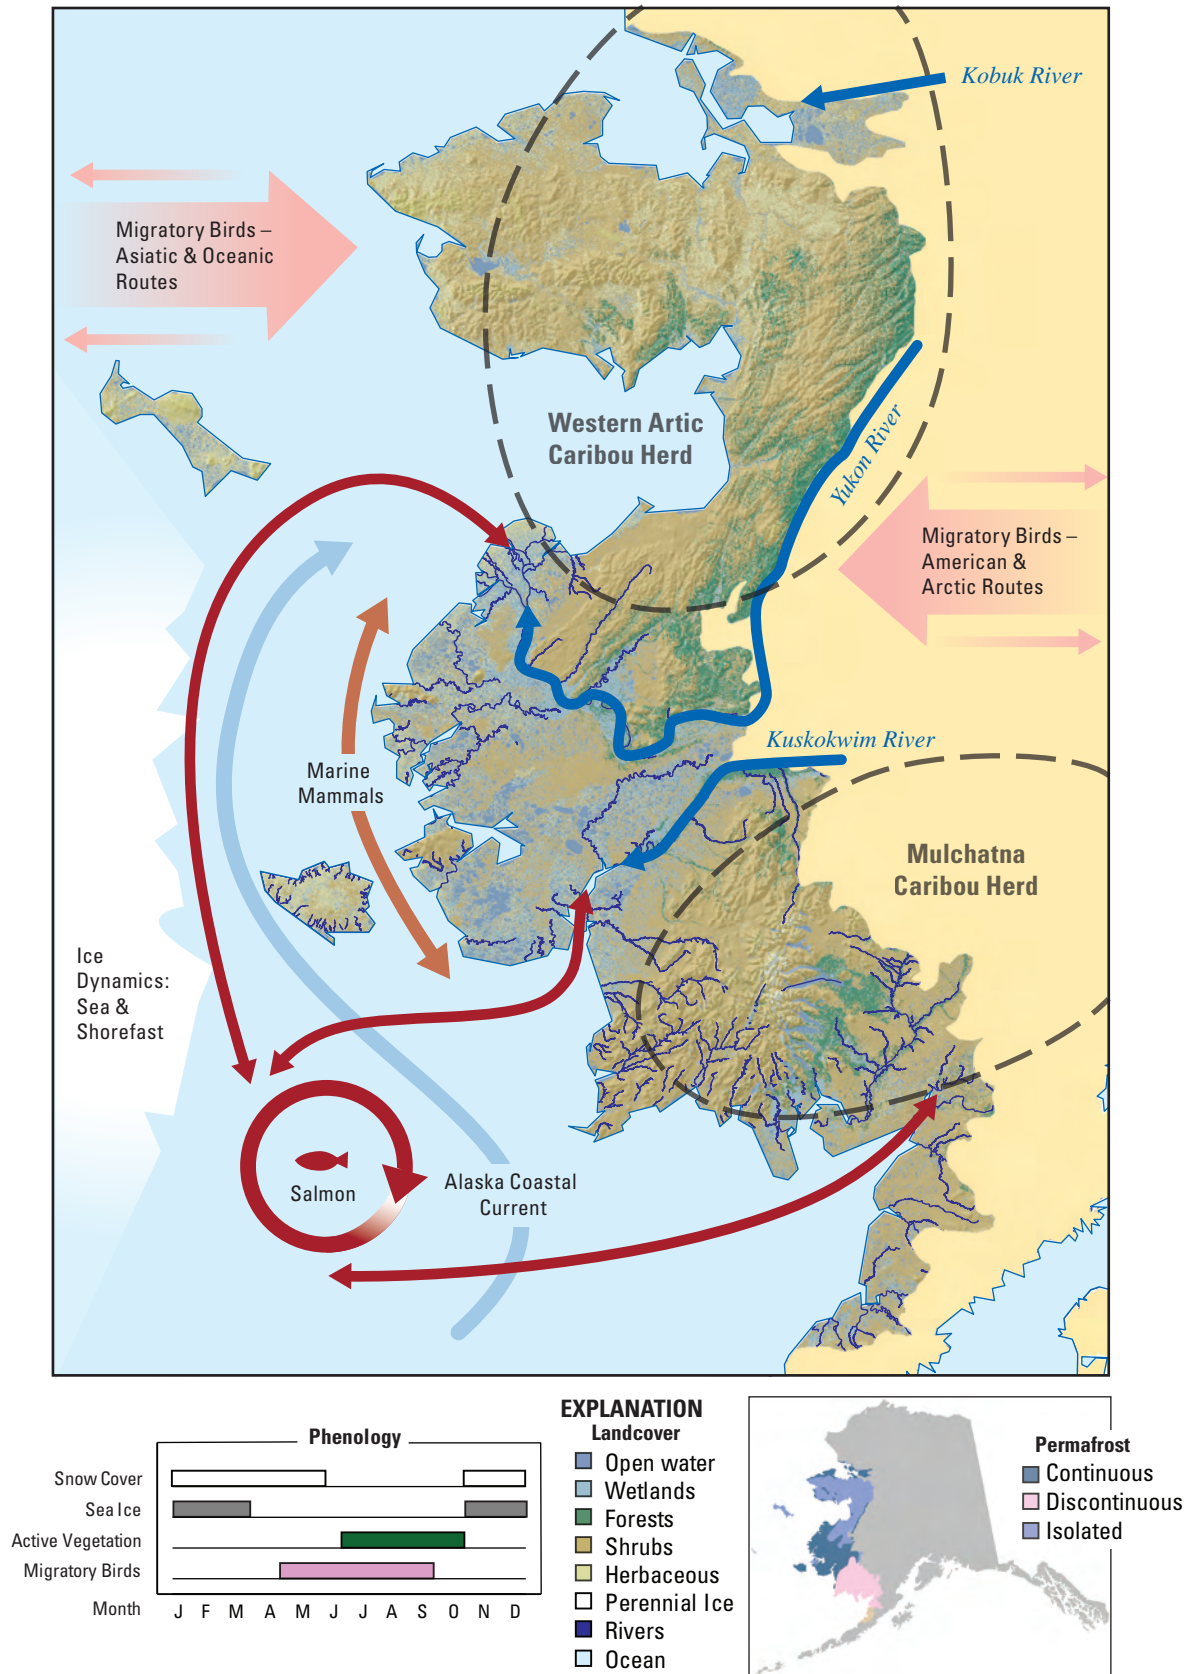 Kobuk River
Migratory Birds –
Asiatic & Oceanic
Routes
Western Artic
Caribou Herd
Yukon River
Migratory Birds –
American &
Arctic Routes
Kuskokwim River
Marine
Mammals
Mulchatna
Caribou Herd
Ice
Dynamics:
Sea &
Shorefast
Salmon
Alaska Coastal
Current
Phenology
Snow Cover
Sea Ice
Active Vegetation
Migratory Birds
Month J F M A M J J A S O N D
EXPLANATION
Landcover
Open water
Wetlands
Forests
Shrubs
Herbaceous
Perennial Ice
Rivers
Ocean
Permafrost
Continuous
Discontinuous
Isolated